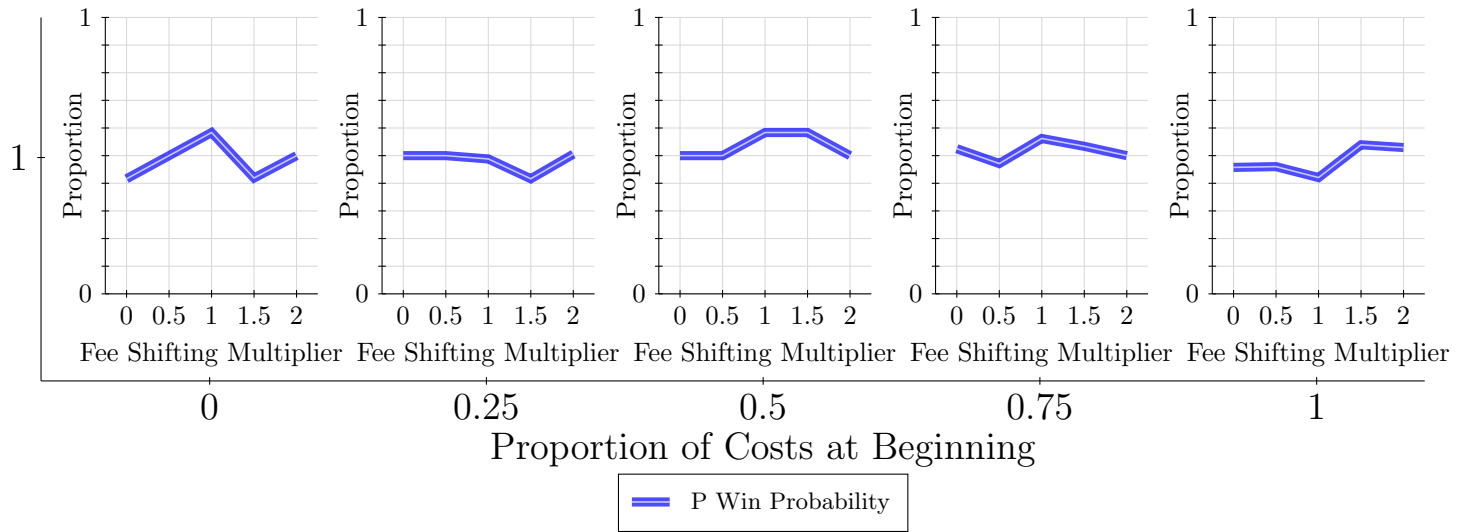 1 1 1 1 1
Proportion Proportion Proportion Proportion Proportion
1
0 0 0 0 0
0 0.5 1 1.5 2 0 0.5 1 1.5 2 0 0.5 1 1.5 2 0 0.5 1 1.5 2 0 0.5 1 1.5 2
Fee Shifting Multiplier Fee Shifting Multiplier Fee Shifting Multiplier Fee Shifting Multiplier Fee Shifting Multiplier
0 0.25 0.5 0.75 1
Proportion of Costs at Beginning
P Win Probability